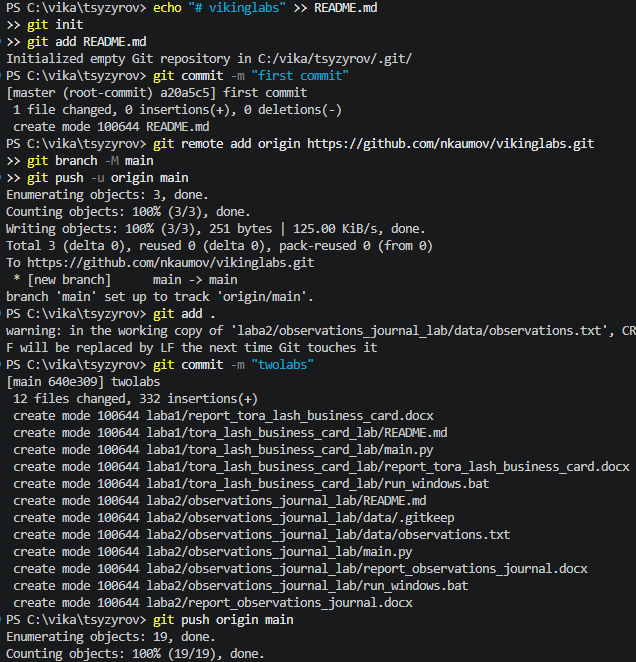 PS C:\vika\tsyzyrov> echo "# vikinglabs" >> README.md
>> git init
>> git add README.md
Initialized empty Git repository in C:/vika/tsyzyrov/.git/
PS C:\vika\tsyzyrov> git commit -m "first commit"
[master (root-commit) a20a5c5] first commit
 1 file changed, 0 insertions(+), 0 deletions(-)
 create mode 100644 README.md
PS C:\vika\tsyzyrov> git remote add origin https://github.com/nkaumov/vikinglabs.git
>> git branch -M main
>> git push -u origin main
Enumerating objects: 3, done.
Counting objects: 100% (3/3), done.
Writing objects: 100% (3/3), 251 bytes | 125.00 KiB/s, done.
Total 3 (delta 0), reused 0 (delta 0), pack-reused 0 (from 0)
To https://github.com/nkaumov/vikinglabs.git
 * [new branch]      main -> main
branch 'main' set up to track 'origin/main'.
PS C:\vika\tsyzyrov> git add .
warning: in the working copy of 'laba2/observations_journal_lab/data/observations.txt', CR
F will be replaced by LF the next time Git touches it
PS C:\vika\tsyzyrov> git commit -m "twolabs"
[main 640e309] twolabs
 12 files changed, 332 insertions(+)
 create mode 100644 laba1/report_tora_lash_business_card.docx
 create mode 100644 laba1/tora_lash_business_card_lab/README.md
 create mode 100644 laba1/tora_lash_business_card_lab/main.py
 create mode 100644 laba1/tora_lash_business_card_lab/report_tora_lash_business_card.docx
 create mode 100644 laba1/tora_lash_business_card_lab/run_windows.bat
 create mode 100644 laba2/observations_journal_lab/README.md
 create mode 100644 laba2/observations_journal_lab/data/.gitkeep
 create mode 100644 laba2/observations_journal_lab/data/observations.txt
 create mode 100644 laba2/observations_journal_lab/main.py
 create mode 100644 laba2/observations_journal_lab/report_observations_journal.docx
 create mode 100644 laba2/observations_journal_lab/run_windows.bat
 create mode 100644 laba2/report_observations_journal.docx
PS C:\vika\tsyzyrov> git push origin main
Enumerating objects: 19, done.
Counting objects: 100% (19/19), done.